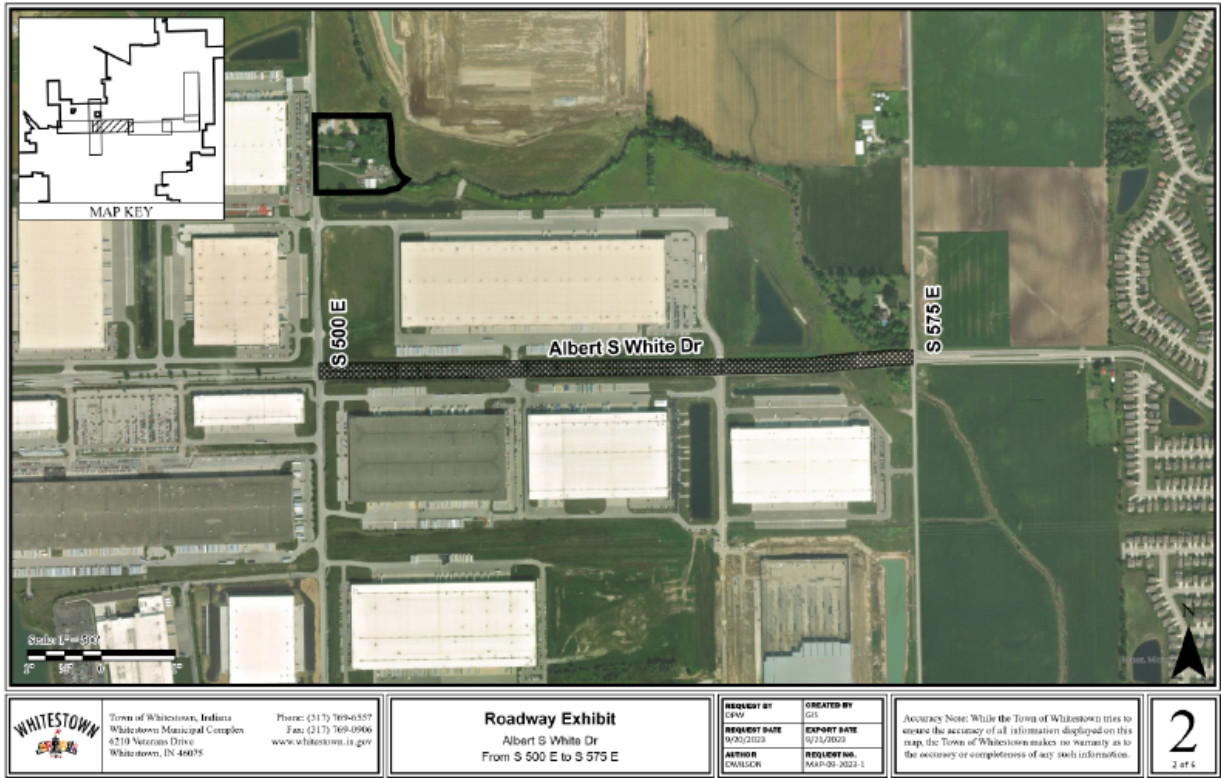 MAP KEY
S 500 E
Albert S White Dr
S 575 E
Scale: 1" = 500'
N
WHITESTOWN
Town of Whitestown, Indiana
Whitestown Municipal Complex
6210 Veterans Drive
Whitestown, IN 46075
Phone: (317) 769-6557
Fax: (317) 769-0906
www.whitestown.in.gov
Roadway Exhibit
Albert S White Dr
From S 500 E to S 575 E
REQUEST BY
DPW
CREATED BY
GIS
REQUEST DATE
9/20/2023
EXPORT DATE
9/21/2023
AUTHOR
DWILSON
REQUEST NO.
MAP-09-2023-1
Accuracy Note: While the Town of Whitestown tries to
ensure the accuracy of all information displayed on this
map, the Town of Whitestown makes no warranty as to
the accuracy or completeness of any such information.
2
2 of 6